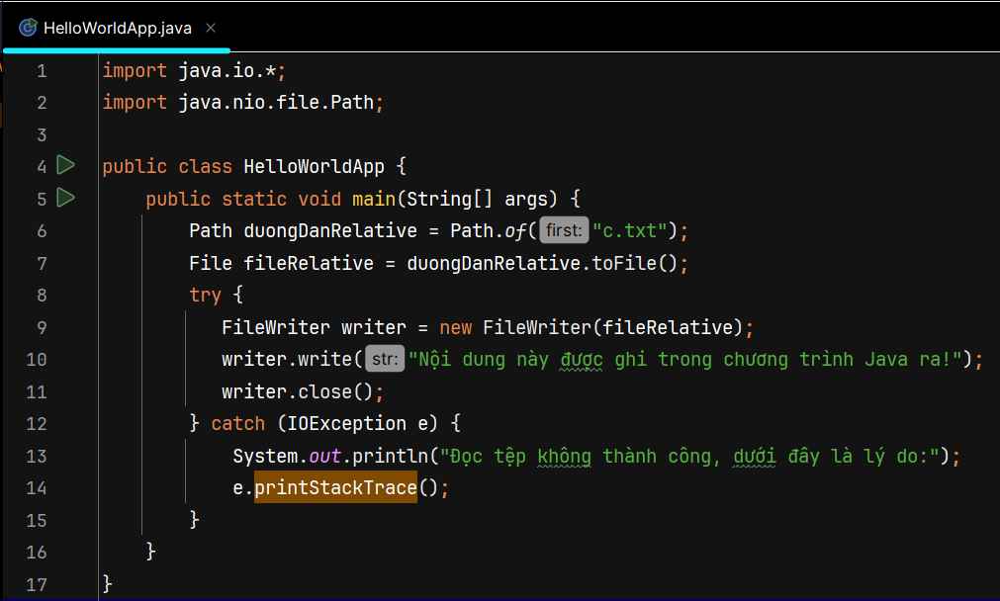 HelloWorldApp.java ×
1 import java.io.*;
2 import java.nio.file.Path;
3
4 public class HelloWorldApp {
5 public static void main(String[] args) {
6 Path duongDanRelative = Path.of( first: "c.txt");
7 File fileRelative = duongDanRelative.toFile();
8 try {
9 FileWriter writer = new FileWriter(fileRelative);
10 writer.write( str: "Nội dung này được ghi trong chương trình Java ra!");
11 writer.close();
12 } catch (IOException e) {
13 System.out.println("Đọc tệp không thành công, dưới đây là lý do:");
14 e.printStackTrace();
15 }
16 }
17 }